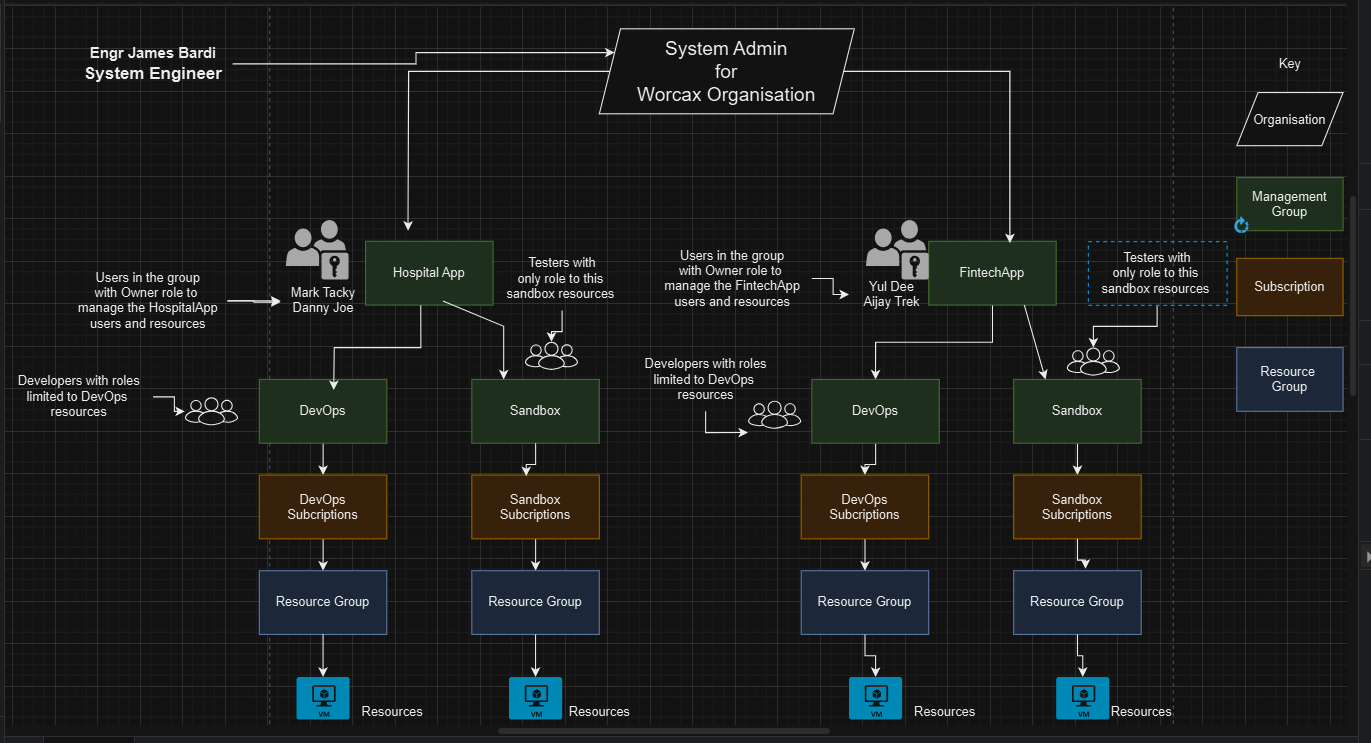 Engr James Bardi
System Engineer
System Admin
for
Worcax Organisation
Key
Organisation
Management
Group
Subscription
Resource
Group
Users in the group
with Owner role to
manage the HospitalApp
users and resources
Mark Tacky
Danny Joe
Hospital App
Testers with
only role to this
sandbox resources
Users in the group
with Owner role to
manage the FintechApp
users and resources
Yul Dee
Aijay Trek
FintechApp
Testers with
only role to this
sandbox resources
Developers with roles
limited to DevOps
resources
DevOps
Sandbox
Developers with roles
limited to DevOps
resources
DevOps
Sandbox
DevOps
Subcriptions
Sandbox
Subcriptions
DevOps
Subcriptions
Sandbox
Subcriptions
Resource Group
Resource Group
Resource Group
Resource Group
VM
Resources
VM
Resources
VM
Resources
VM
Resources